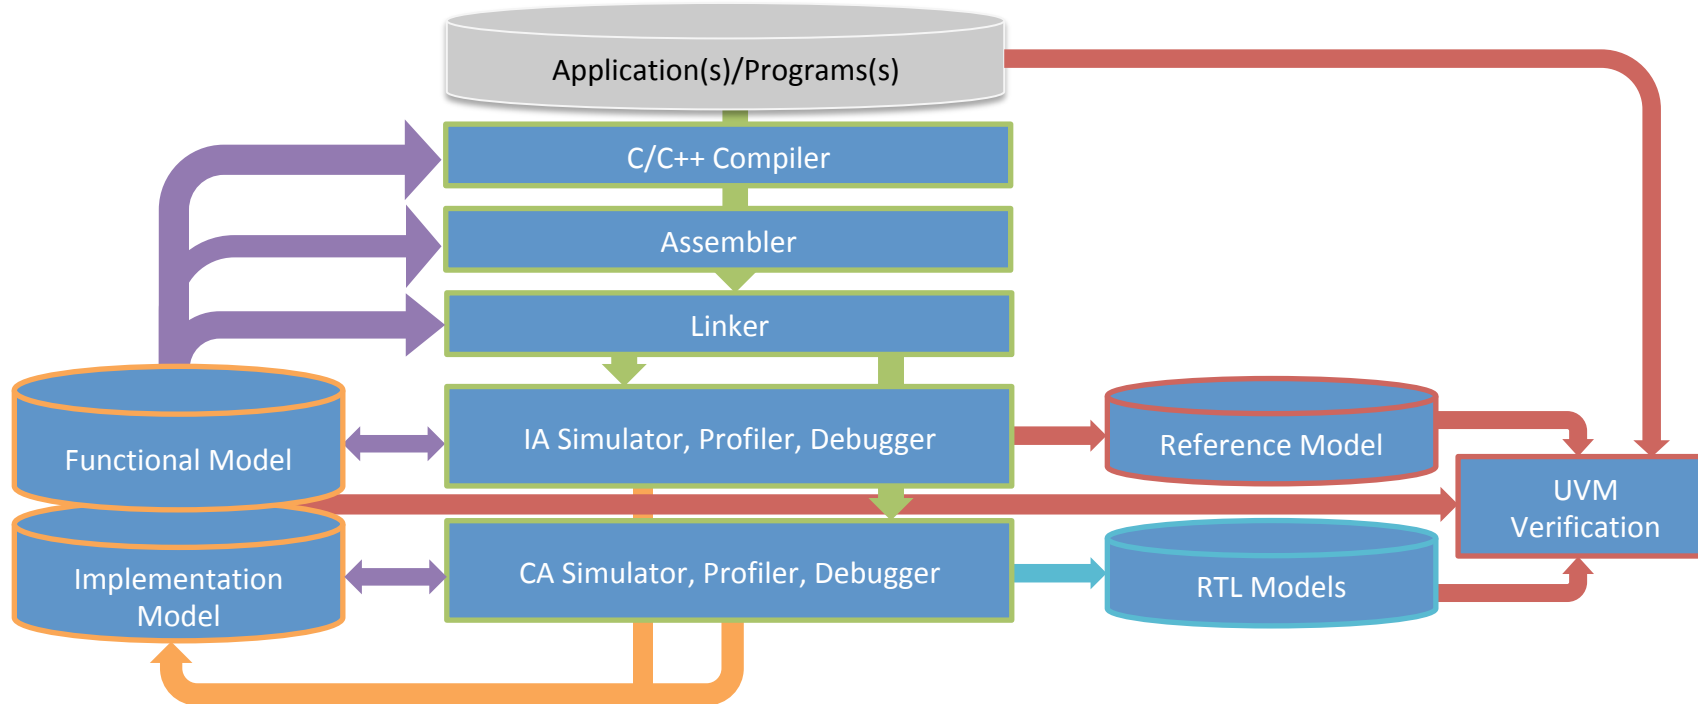 Application(s)/Programs(s)
C/C++ Compiler
Assembler
Linker
Functional Model
IA Simulator, Profiler, Debugger
Reference Model
UVM
Verification
Implementation
Model
CA Simulator, Profiler, Debugger
RTL Models